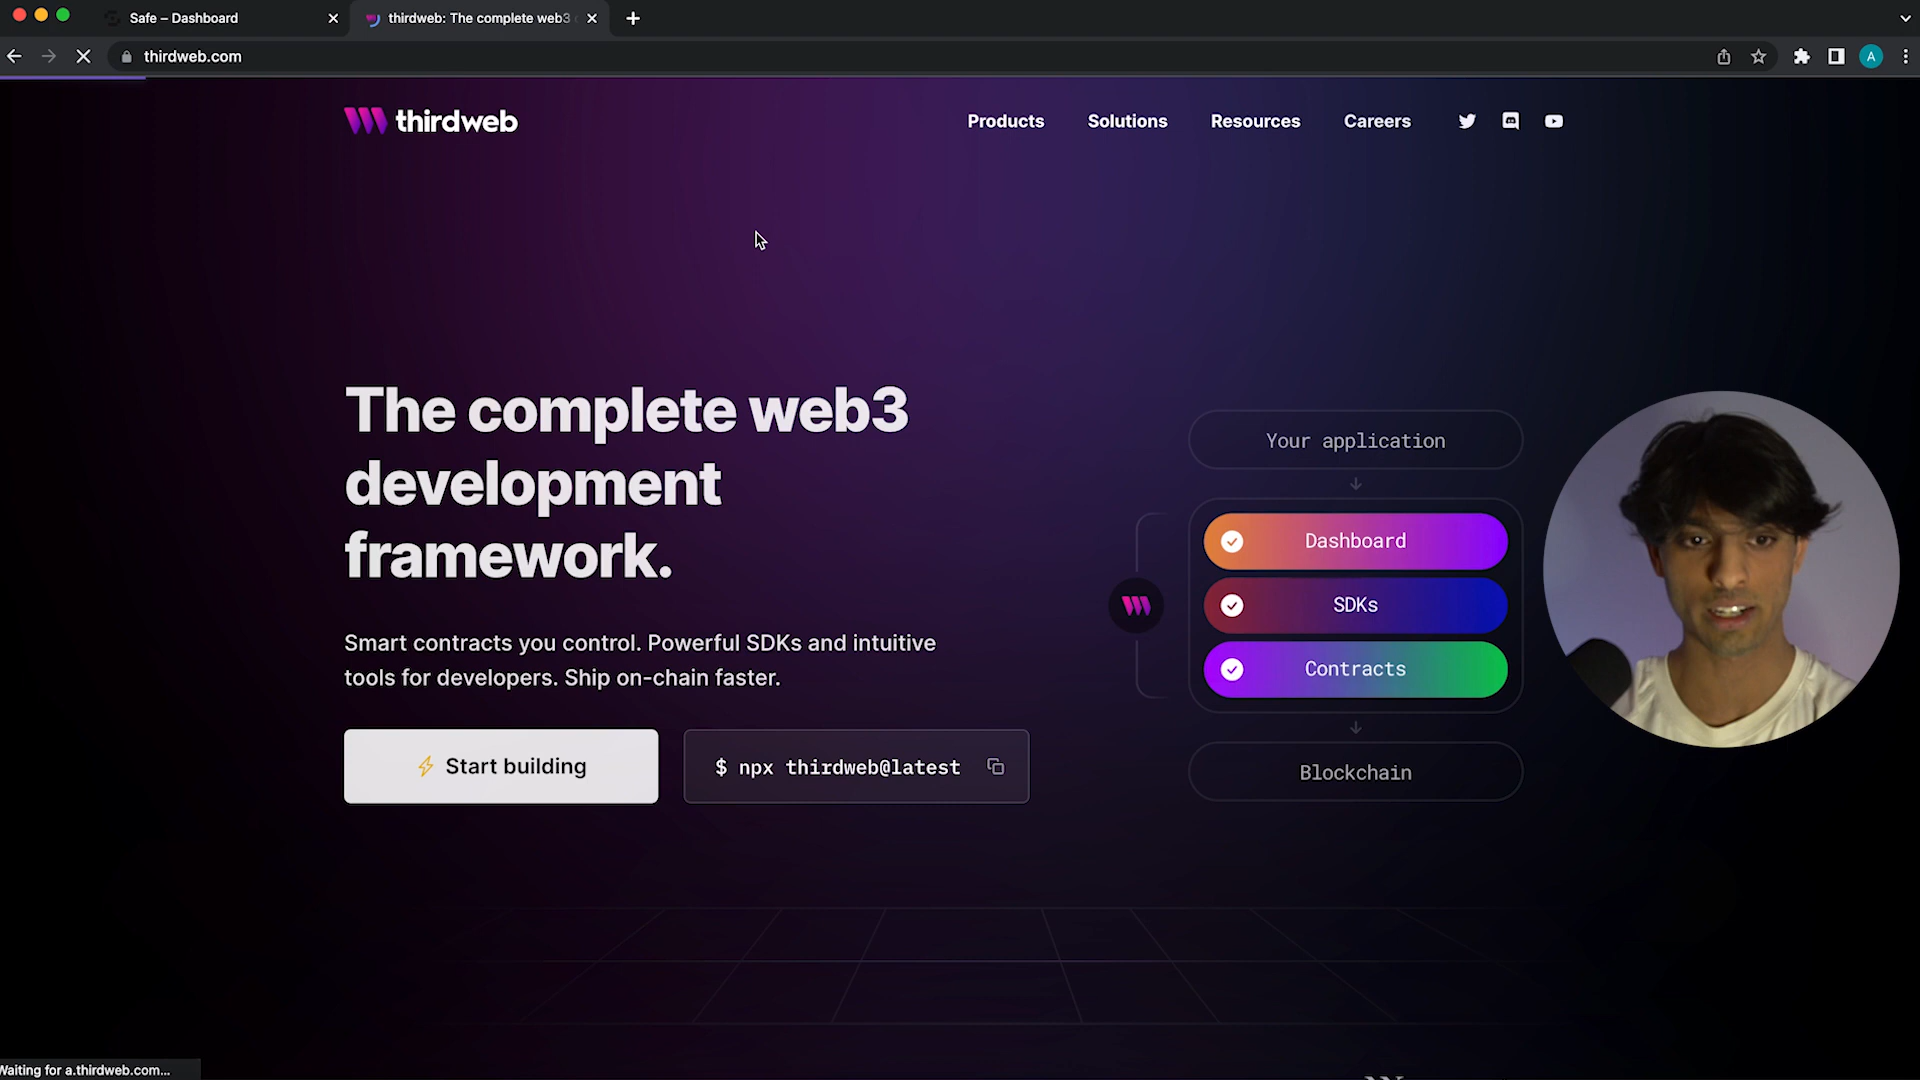 Safe – Dashboard
thirdweb: The complete web3
thirdweb.com
A
thirdweb
Products
Solutions
Resources
Careers
The complete web3
development
framework.
Smart contracts you control. Powerful SDKs and intuitive
tools for developers. Ship on-chain faster.
Start building
$ npx thirdweb@latest
Your application
Dashboard
SDKs
Contracts
Blockchain
Waiting for a.thirdweb.com...